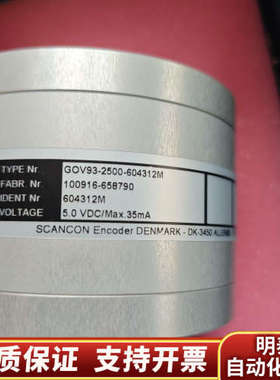 TYPE Nr GOV93-2500-604312M
FABR. Nr 100916-658790
IDENT Nr 604312M
VOLTAGE 5.0 VDC/Max.35mA
SCANCON Encoder DENMARK - DK-3450
质保证 支持开票
自动化